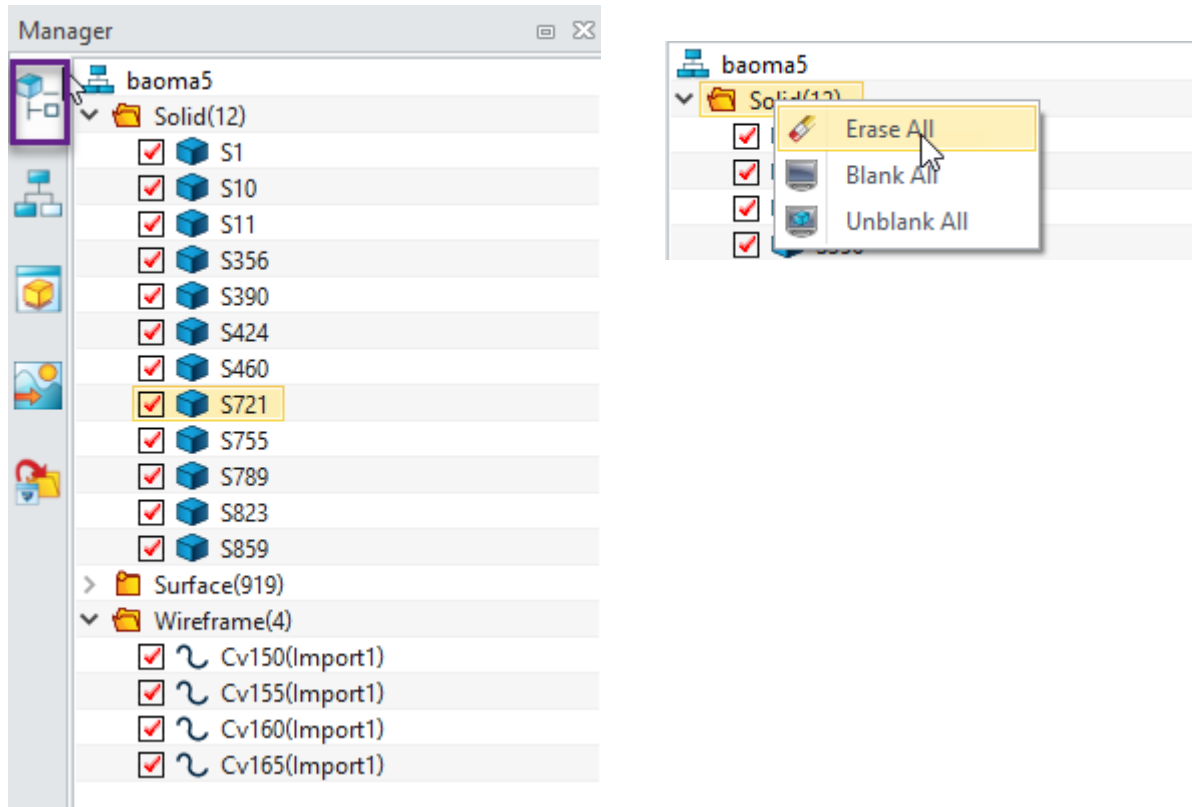 Manager
baoma5
Solid(12)
S1
S10
S11
S356
S390
S424
S460
S721
S755
S789
S823
S859
Surface(919)
Wireframe(4)
Cv150(Import1)
Cv155(Import1)
Cv160(Import1)
Cv165(Import1)
baoma5
Solid(12)
Erase All
Blank All
Unblank All